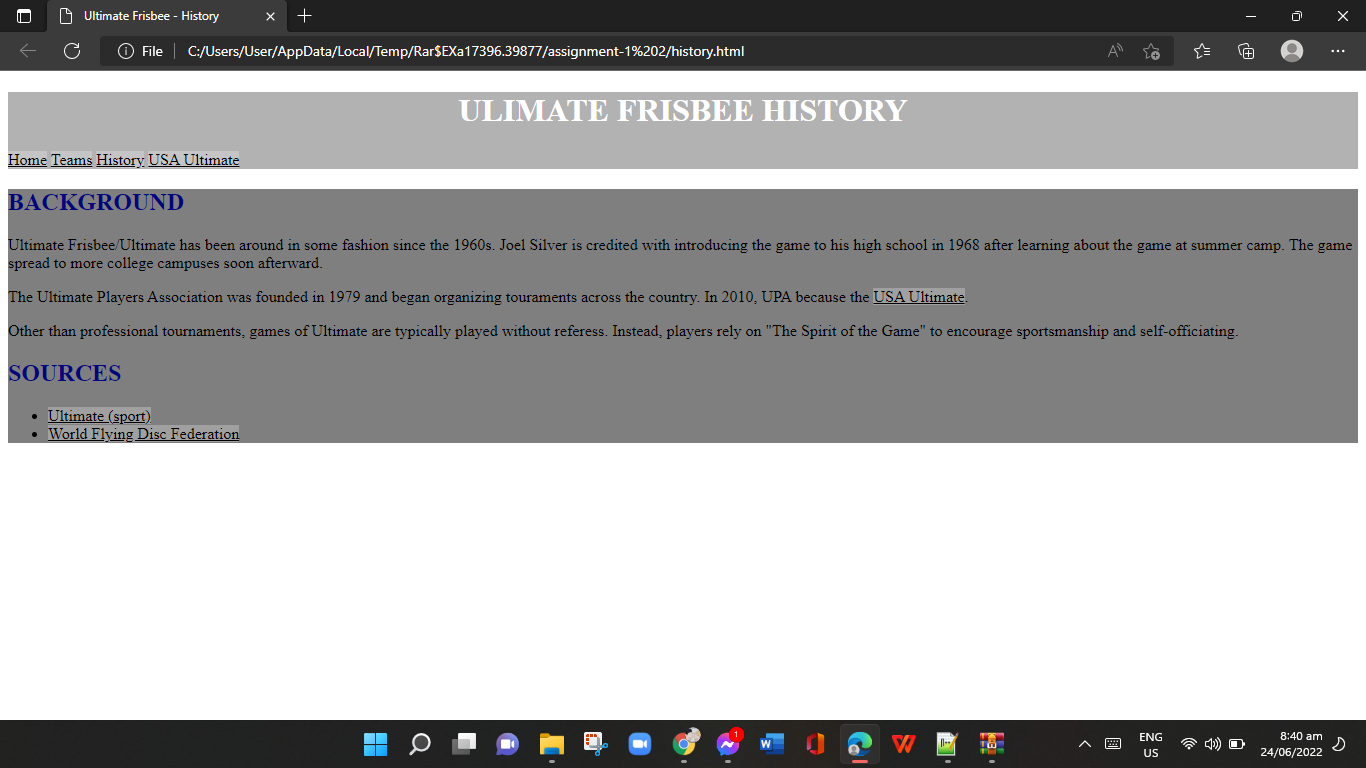 Ultimate Frisbee - History
File
C:/Users/User/AppData/Local/Temp/Rar$EXa17396.39877/assignment-1%202/history.html
ULIMATE FRISBEE HISTORY
Home Teams History USA Ultimate
BACKGROUND
Ultimate Frisbee/Ultimate has been around in some fashion since the 1960s. Joel Silver is credited with introducing the game to his high school in 1968 after learning about the game at summer camp. The game
spread to more college campuses soon afterward.
The Ultimate Players Association was founded in 1979 and began organizing touraments across the country. In 2010, UPA because the USA Ultimate.
Other than professional tournaments, games of Ultimate are typically played without referess. Instead, players rely on "The Spirit of the Game" to encourage sportsmanship and self-officiating.
SOURCES
• Ultimate (sport)
• World Flying Disc Federation
1
ENG
US
8:40 am
24/06/2022